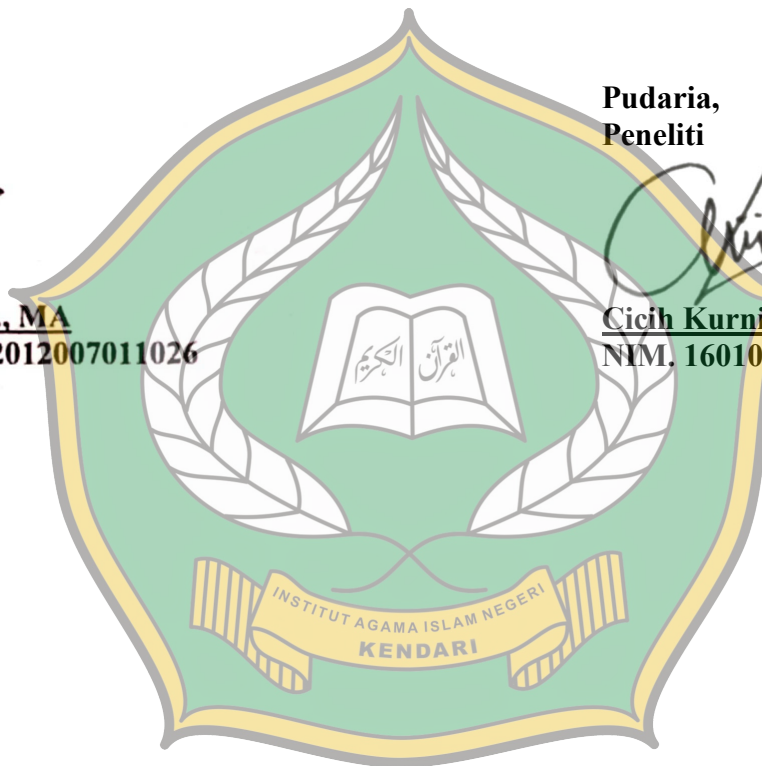 Pudaria,
Peneliti
MA
2012007011026
Cicih Kurni
NIM. 16010
القرآن الكريم
INSTITUT AGAMA ISLAM NEGERI
KENDARI